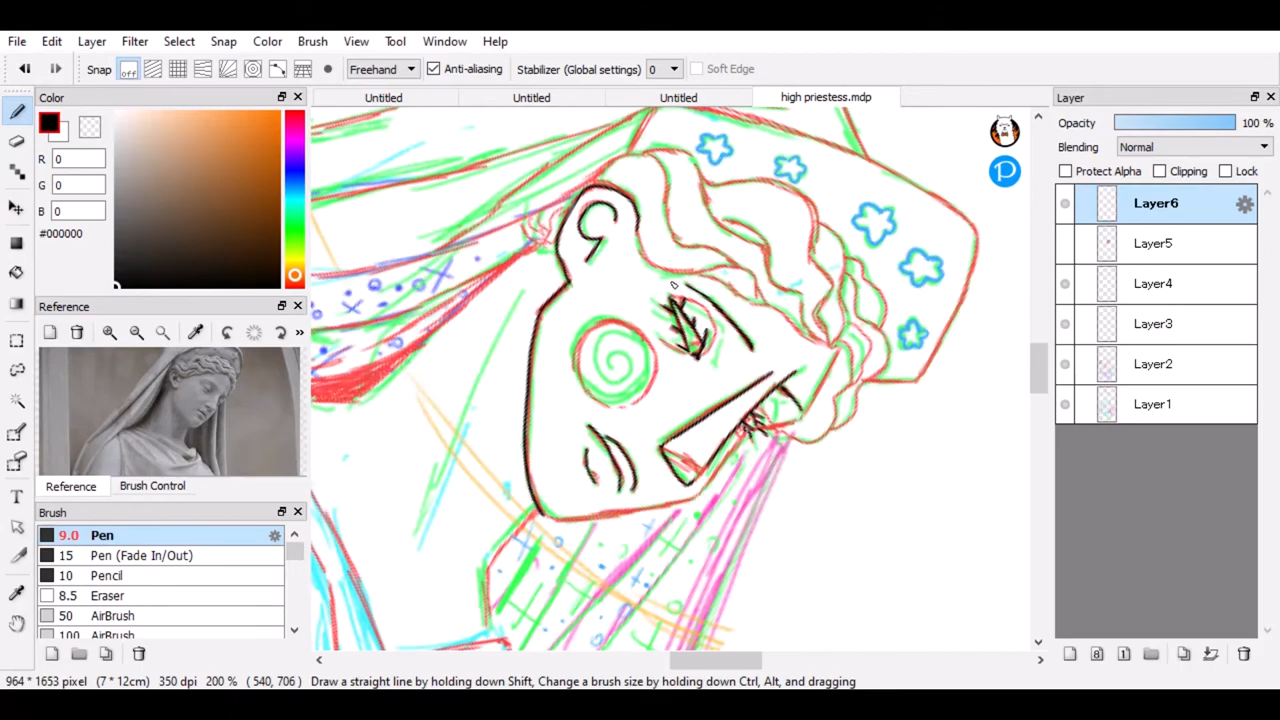 File Edit Layer Filter Select Snap Color Brush View Tool Window Help
Snap off Freehand Anti-aliasing Stabilizer (Global settings) 0 Soft Edge
Color
R 0
G 0
B 0
#000000
Reference
Reference Brush Control
Brush
9.0 Pen
15 Pen (Fade In/Out)
10 Pencil
8.5 Eraser
50 AirBrush
100 AirBrush
Untitled Untitled Untitled high priestess.mdp
Layer
Opacity 100 %
Blending Normal
Protect Alpha Clipping Lock
Layer6
Layer5
Layer4
Layer3
Layer2
Layer1
964 * 1653 pixel (7 * 12cm) 350 dpi 200 % ( 540, 706 ) Draw a straight line by holding down Shift, Change a brush size by holding down Ctrl, Alt, and dragging